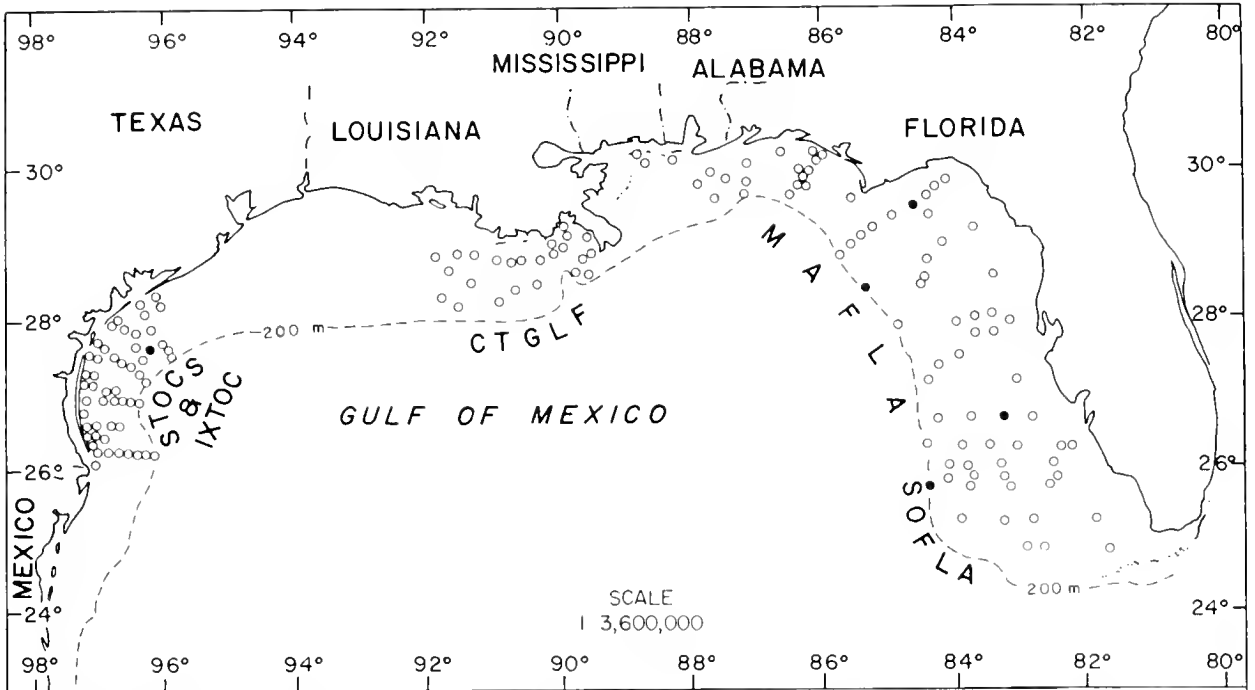 98° 96° 94° 92° 90° 88° 86° 84° 82° 80°
MISSISSIPPI ALABAMA
TEXAS LOUISIANA FLORIDA
30° 30°
M A F L A
28° 28°
200 m
CTGLF
STOCS
&
IXTOC
GULF OF MEXICO
26° 26°
SOFLA
MEXICO
200 m
SCALE
1 3,600,000
24° 24°
98° 96° 94° 92° 90° 88° 86° 84° 82° 80°